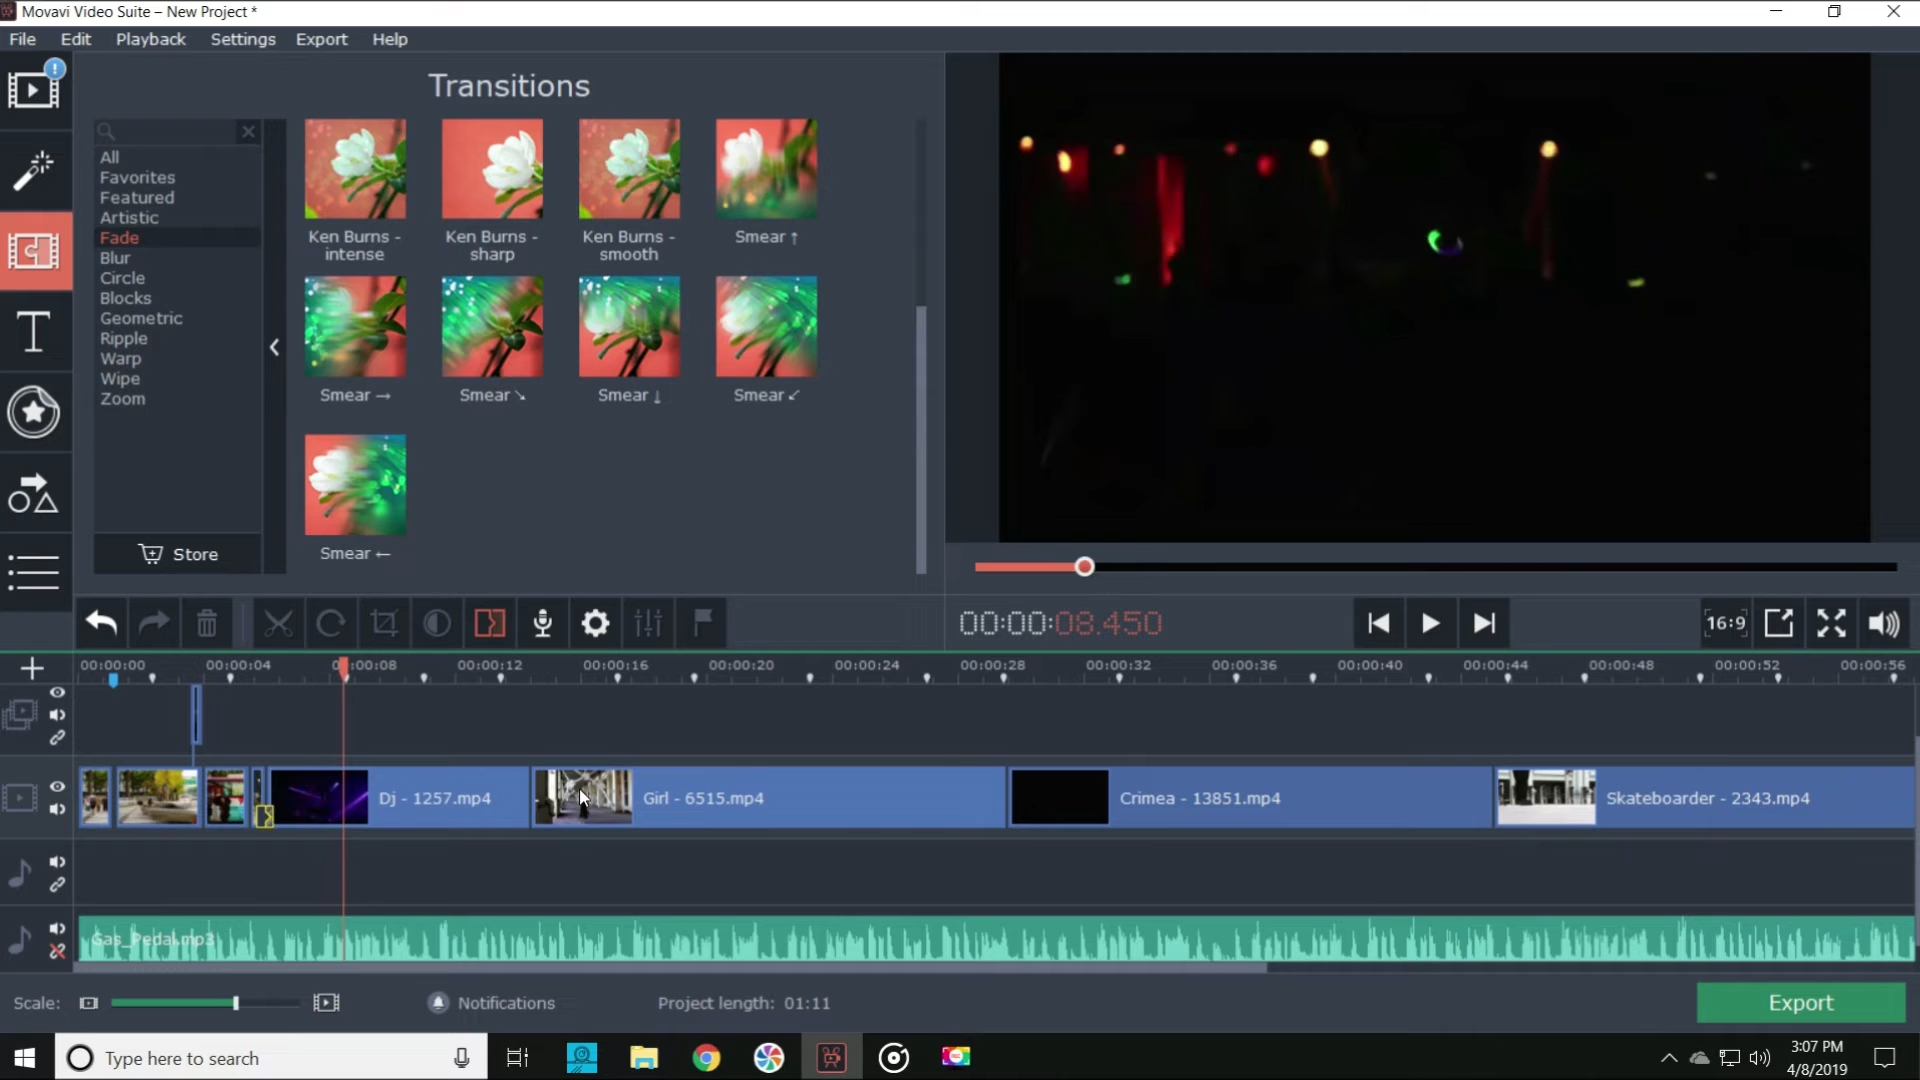 Movavi Video Suite – New Project *
File Edit Playback Settings Export Help
Transitions
All
Favorites
Featured
Artistic
Fade
Blur
Circle
Blocks
Geometric
Ripple
Warp
Wipe
Zoom
Store
Ken Burns - intense
Ken Burns - sharp
Ken Burns - smooth
Smear ↑
Smear →
Smear ↘
Smear ↓
Smear ↙
Smear ←
00:00:08.450
16:9
00:00:00 00:00:04 00:00:08 00:00:12 00:00:16 00:00:20 00:00:24 00:00:28 00:00:32 00:00:36 00:00:40 00:00:44 00:00:48 00:00:52 00:00:56
Dj - 1257.mp4
Girl - 6515.mp4
Crimea - 13851.mp4
Skateboarder - 2343.mp4
Gas_Pedal.mp3
Scale:
Notifications
Project length: 01:11
Export
Type here to search
3:07 PM
4/8/2019